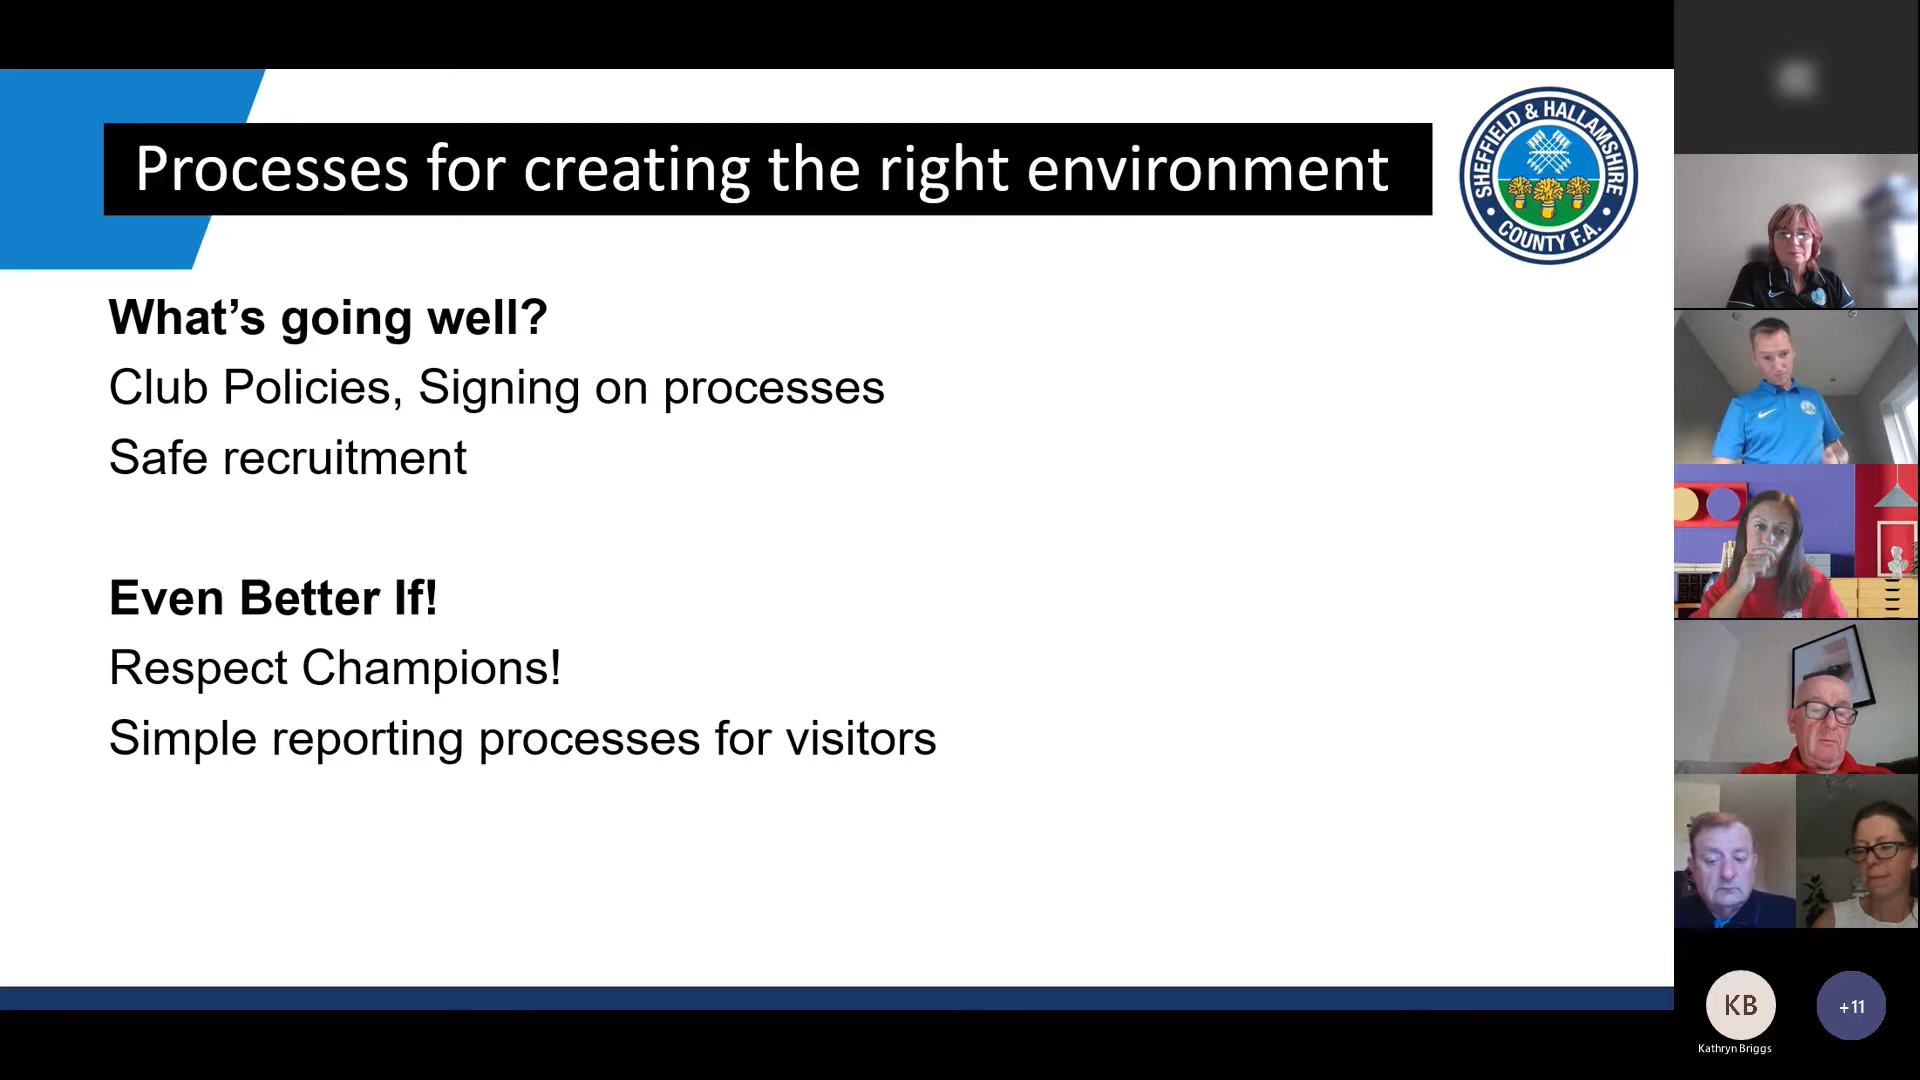 Processes for creating the right environment
SHEFFIELD & HALLAMSHIRE
COUNTY F.A.
What’s going well?
Club Policies, Signing on processes
Safe recruitment
Even Better If!
Respect Champions!
Simple reporting processes for visitors
KB
+11
Kathryn Briggs